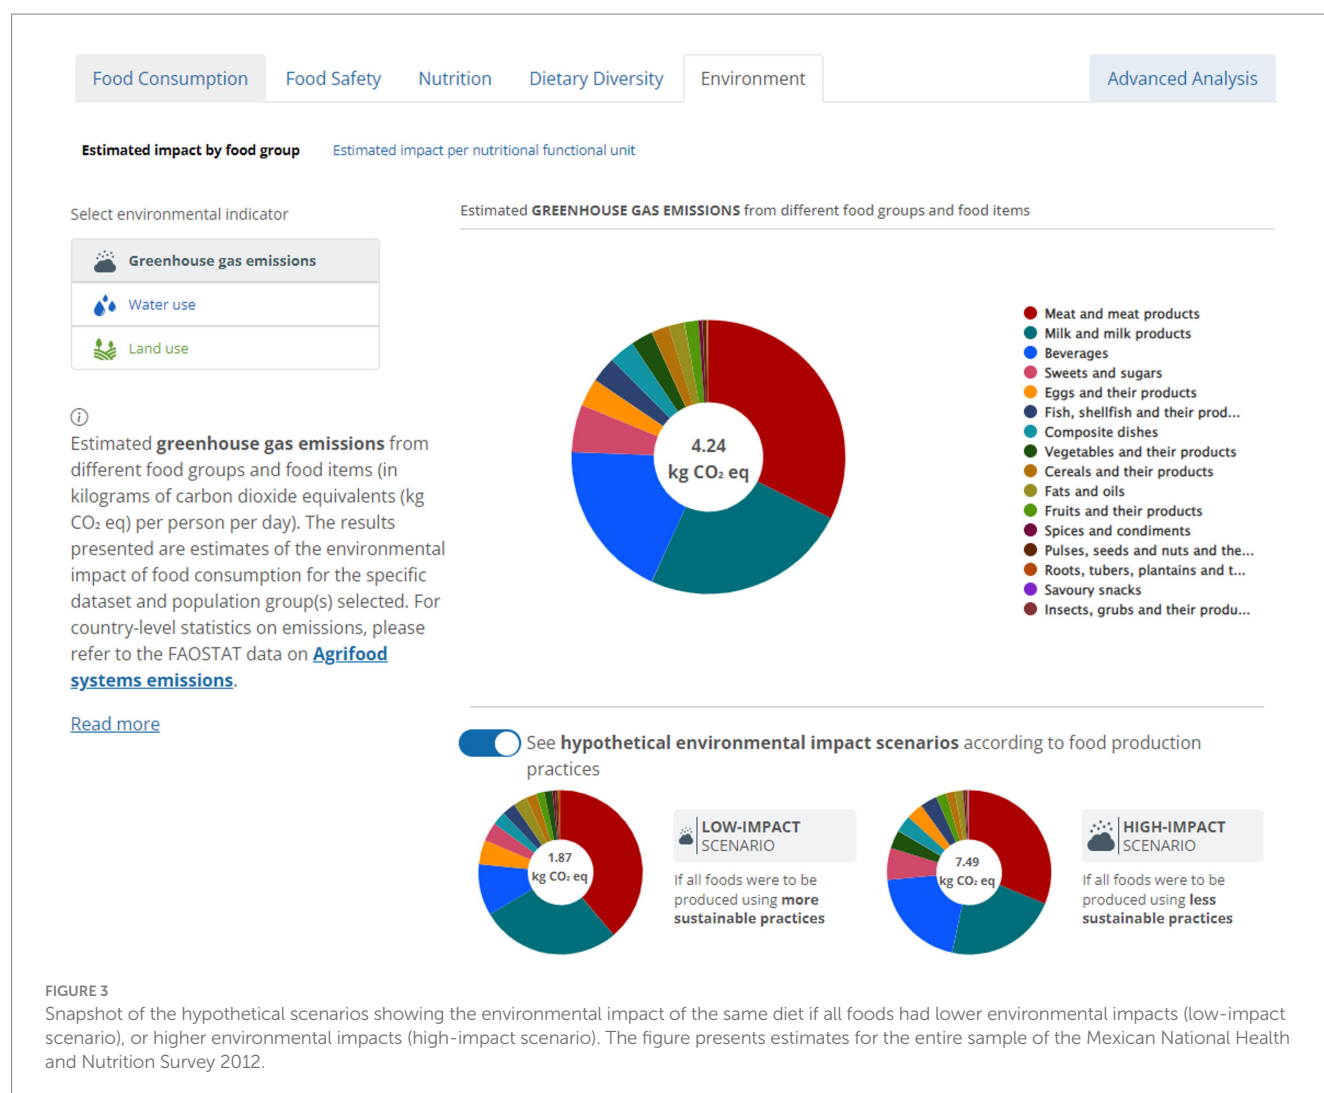 Food Consumption
Food Safety
Nutrition
Dietary Diversity
Environment
Advanced Analysis
Estimated impact by food group
Estimated impact per nutritional functional unit
Select environmental indicator
Greenhouse gas emissions
Water use
Land use
i
Estimated greenhouse gas emissions from
different food groups and food items (in
kilograms of carbon dioxide equivalents (kg
CO₂ eq) per person per day). The results
presented are estimates of the environmental
impact of food consumption for the specific
dataset and population group(s) selected. For
country-level statistics on emissions, please
refer to the FAOSTAT data on Agrifood
systems emissions.
Read more
Estimated GREENHOUSE GAS EMISSIONS from different food groups and food items
4.24
kg CO₂ eq
Meat and meat products
Milk and milk products
Beverages
Sweets and sugars
Eggs and their products
Fish, shellfish and their prod...
Composite dishes
Vegetables and their products
Cereals and their products
Fats and oils
Fruits and their products
Spices and condiments
Pulses, seeds and nuts and the...
Roots, tubers, plantains and t...
Savoury snacks
Insects, grubs and their produ...
See hypothetical environmental impact scenarios according to food production
practices
1.87
kg CO₂ eq
LOW-IMPACT
SCENARIO
If all foods were to be
produced using more
sustainable practices
7.49
kg CO₂ eq
HIGH-IMPACT
SCENARIO
If all foods were to be
produced using less
sustainable practices
FIGURE 3
Snapshot of the hypothetical scenarios showing the environmental impact of the same diet if all foods had lower environmental impacts (low-impact
scenario), or higher environmental impacts (high-impact scenario). The figure presents estimates for the entire sample of the Mexican National Health
and Nutrition Survey 2012.